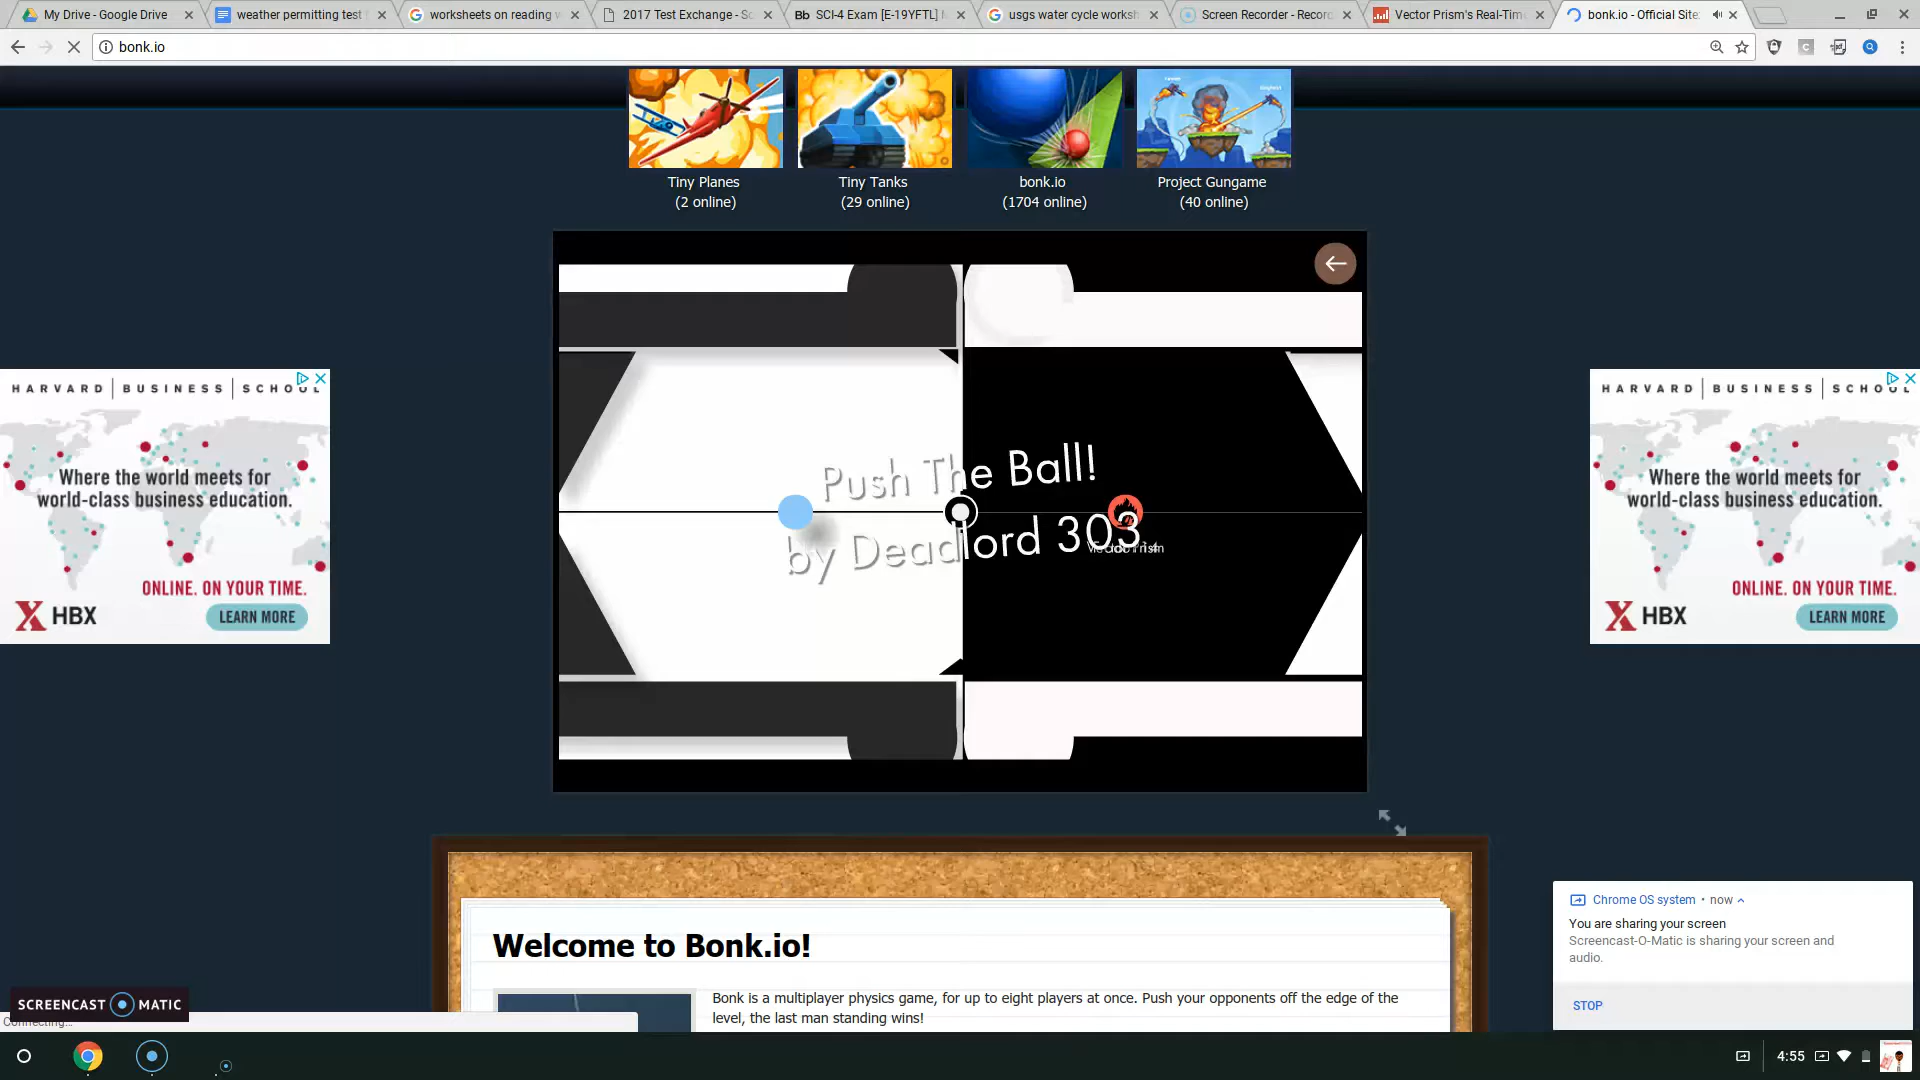 My Drive - Google Drive
weather permitting test
worksheets on reading w
2017 Test Exchange - Sc
Bb SCI-4 Exam [E-19YFTL]
usgs water cycle worksh
Screen Recorder - Record
Vector Prism's Real-Tim
bonk.io - Official Site:
bonk.io
Tiny Planes
(2 online)
Tiny Tanks
(29 online)
bonk.io
(1704 online)
Project Gungame
(40 online)
Push The Ball!
by Deadlord 303
HARVARD | BUSINESS | SCHOOL
Where the world meets for
world-class business education.
ONLINE. ON YOUR TIME.
HBX
LEARN MORE
HARVARD | BUSINESS | SCHO
Where the world meets for
world-class business education.
ONLINE. ON YOUR TIME.
HBX
LEARN MORE
Welcome to Bonk.io!
Bonk is a multiplayer physics game, for up to eight players at once. Push your opponents off the edge of the
level, the last man standing wins!
Chrome OS system • now
You are sharing your screen
Screencast-O-Matic is sharing your screen and
audio.
STOP
SCREENCAST MATIC
Connecting...
4:55